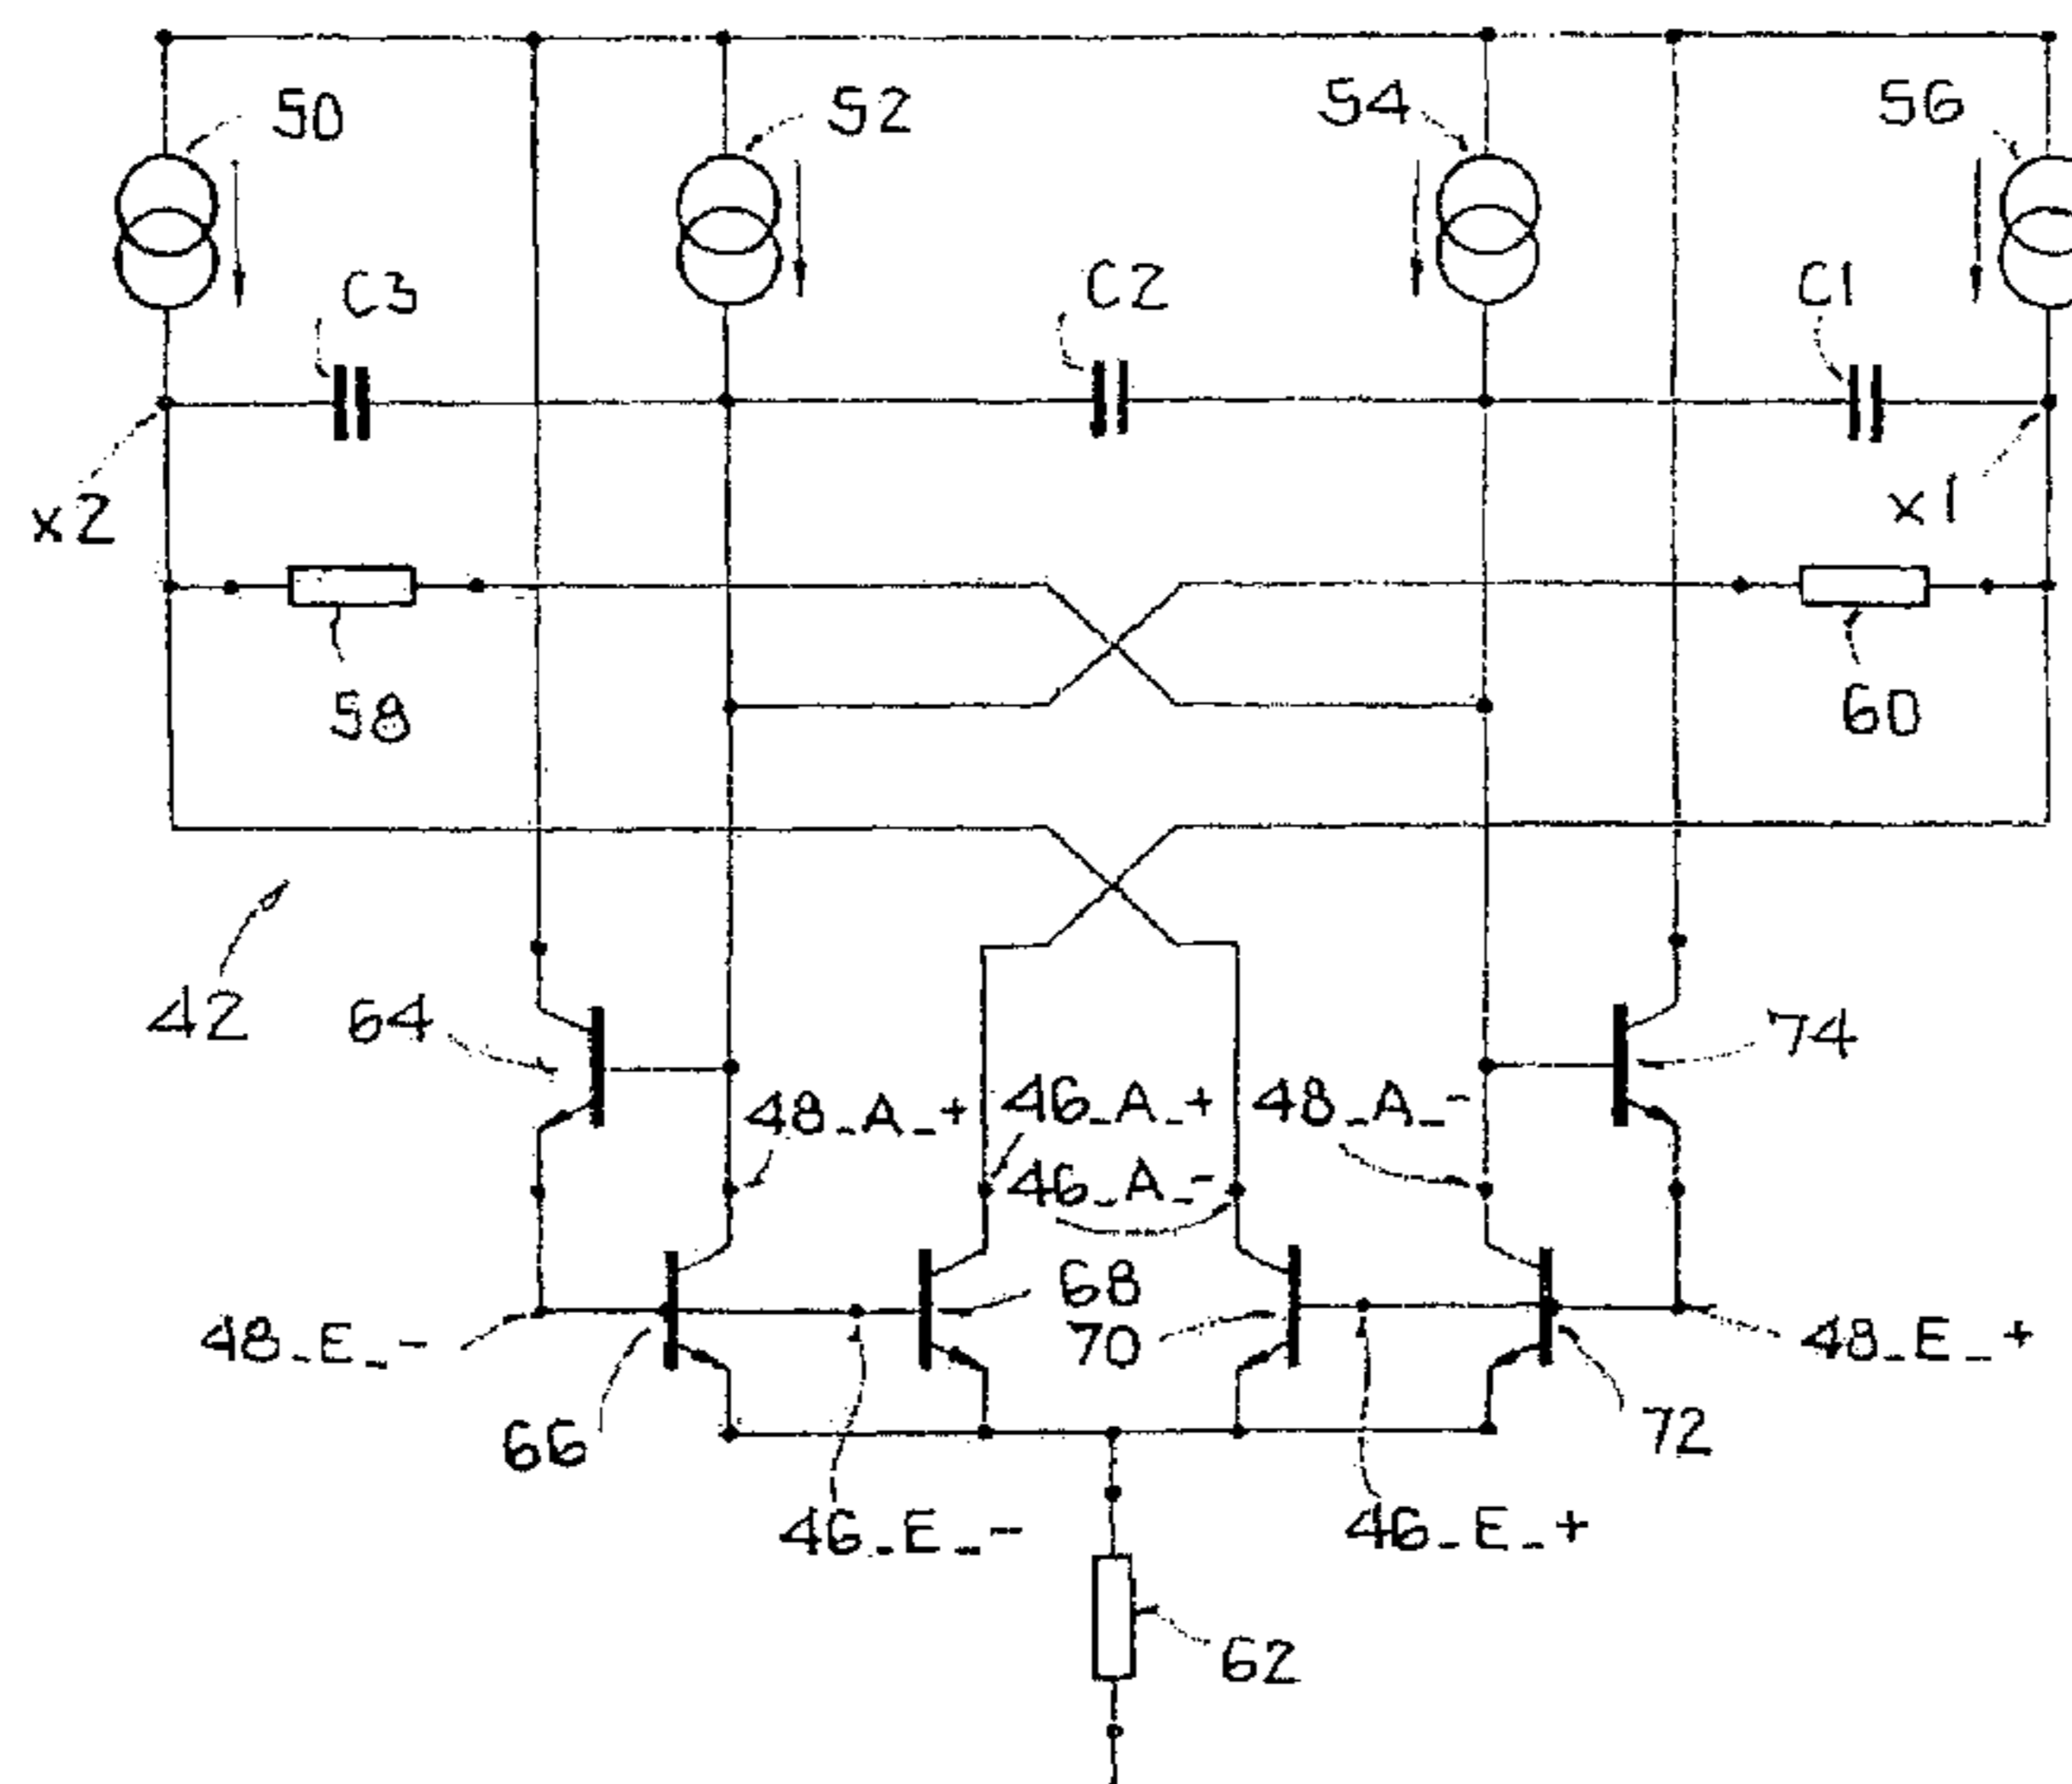 50
52
54
56
C3
C2
C1
x2
x1
58
60
42
64
74
48_A_+
46_A_+
48_A_-
46_A_-
68
70
48_E_-
48_E_+
66
72
46_E_-
46_E_+
62